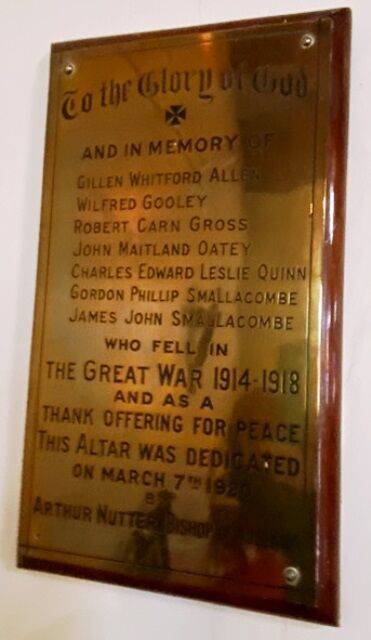 To the Glory of God
AND IN MEMORY OF
GILLEN WHITFORD ALLEN
WILFRED GOOLEY
ROBERT CARN GROSS
JOHN MAITLAND OATEY
CHARLES EDWARD LESLIE QUINN
GORDON PHILLIP SMALLACOMBE
JAMES JOHN SMALLACOMBE
WHO FELL IN
THE GREAT WAR 1914-1918
AND AS A
THANK OFFERING FOR PEACE
THIS ALTAR WAS DEDICATED
ON MARCH 7TH 1920
BY
ARTHUR NUTTER BISHOP